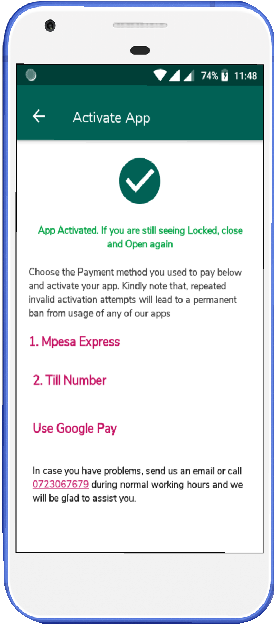 74% 11:48
Activate App
App Activated. If you are still seeing Locked, close
and Open again
Choose the Payment method you used to pay below
and activate your app. Kindly note that, repeated
invalid activation attempts will lead to a permanent
ban from usage of any of our apps
1. Mpesa Express
2. Till Number
Use Google Pay
In case you have problems, send us an email or call
0723067679 during normal working hours and we
will be glad to assist you.